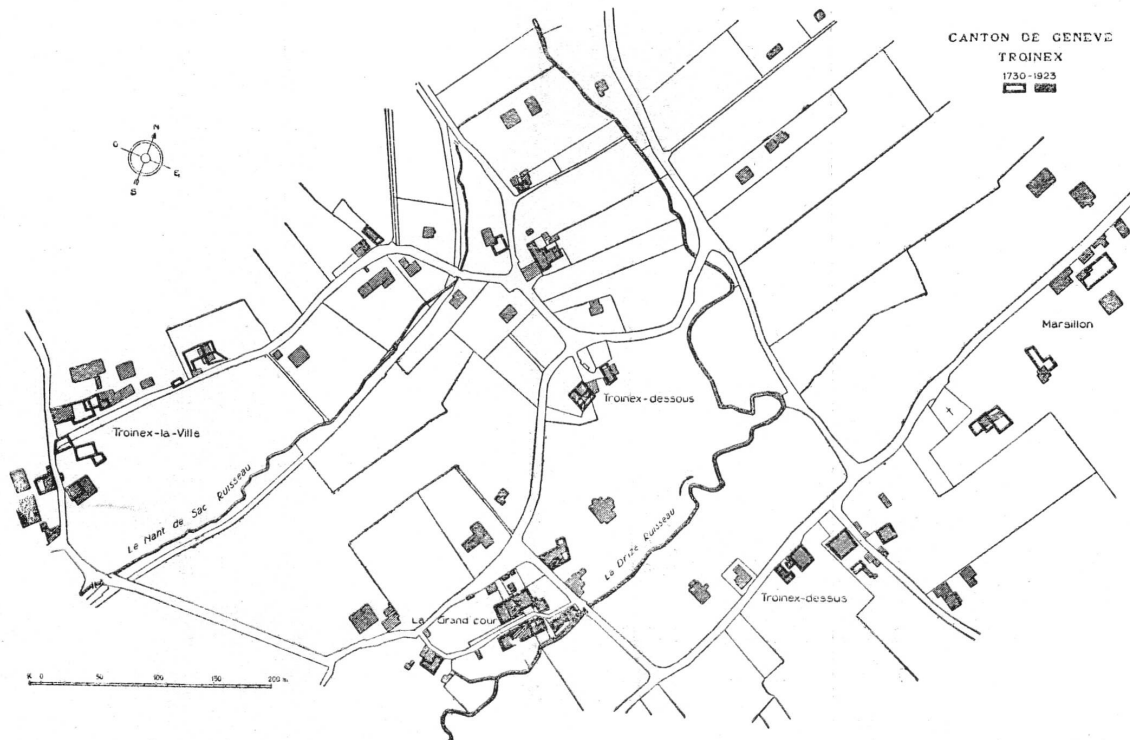 CANTON DE GENEVE
TROINEX
1730-1923
N
O
E
S
Marsillon
Troinex-dessous
Troinex-la-Ville
Le Nant de Sac Ruisseau
La Drize Ruisseau
Troinex-dessus
La Grand cour
0 50 100 150 200 m.